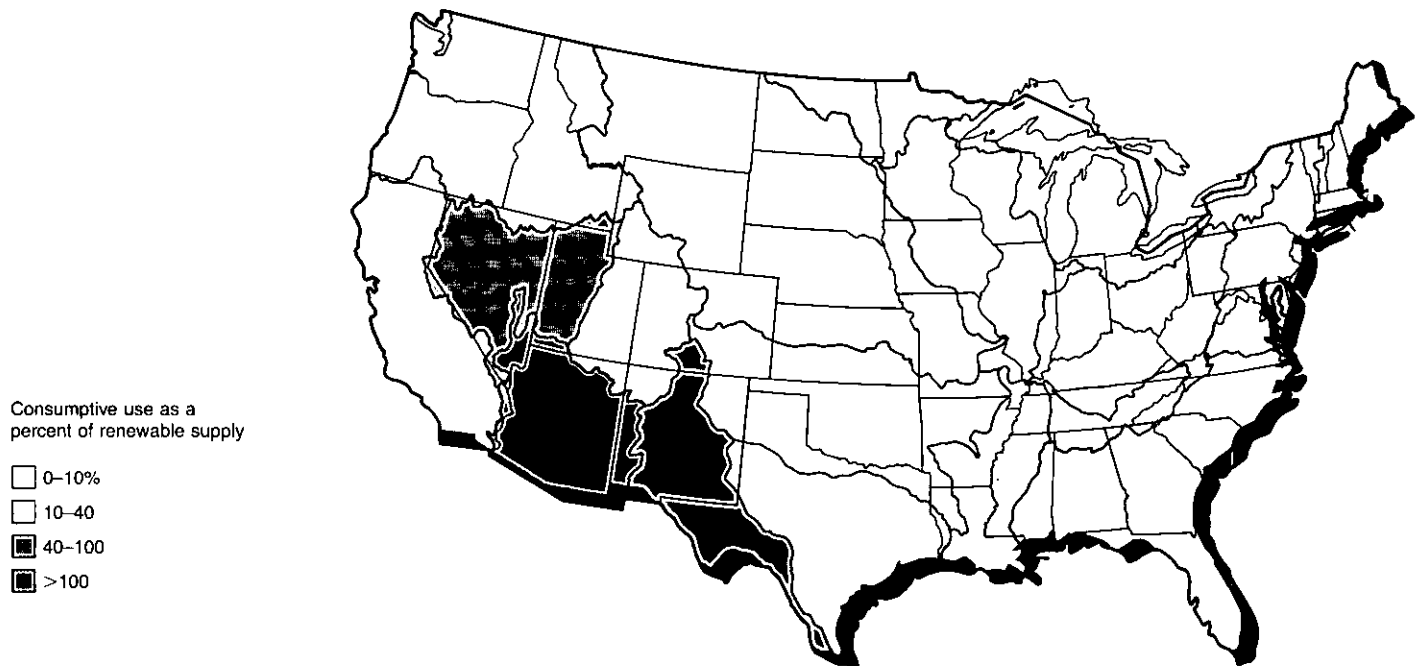 Consumptive use as a
percent of renewable supply
0–10%
10–40
40–100
>100